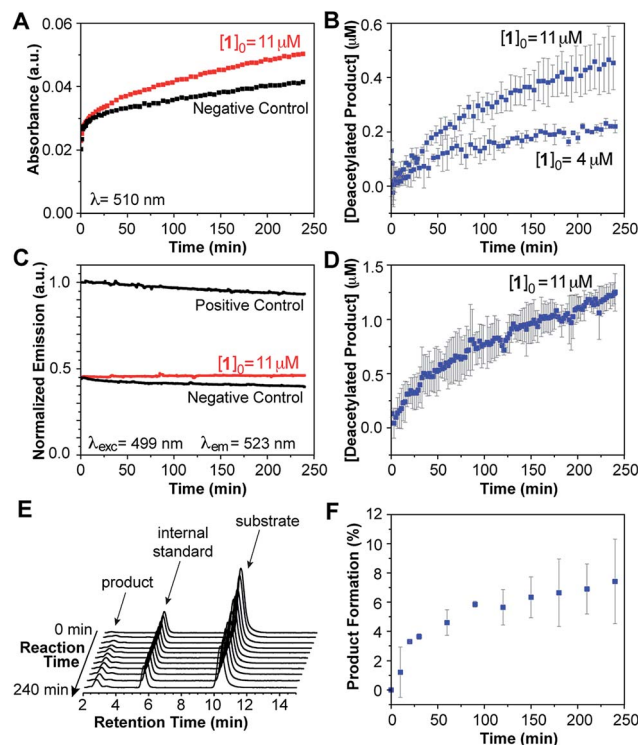 A
[1]₀= 11 μM
Negative Control
λ= 510 nm
Absorbance (a.u.)
0.06
0.04
0.02
0.00
0 50 100 150 200 250
Time (min)
B
[1]₀= 11 μM
[1]₀= 4 μM
[Deacetylated Product] (μM)
0.6
0.4
0.2
0.0
0 50 100 150 200 250
Time (min)
C
Positive Control
[1]₀= 11 μM
Negative Control
λexc= 499 nm λem= 523 nm
Normalized Emission (a.u.)
1.0
0.5
0.0
0 50 100 150 200 250
Time (min)
D
[1]₀= 11 μM
[Deacetylated Product] (μM)
1.5
1.0
0.5
0.0
0 50 100 150 200 250
Time (min)
E
substrate
internal
standard
product
0 min
Reaction
Time
240 min
2 4 6 8 10 12 14
Retention Time (min)
F
Product Formation (%)
12
10
8
6
4
2
0
0 50 100 150 200 250
Time (min)